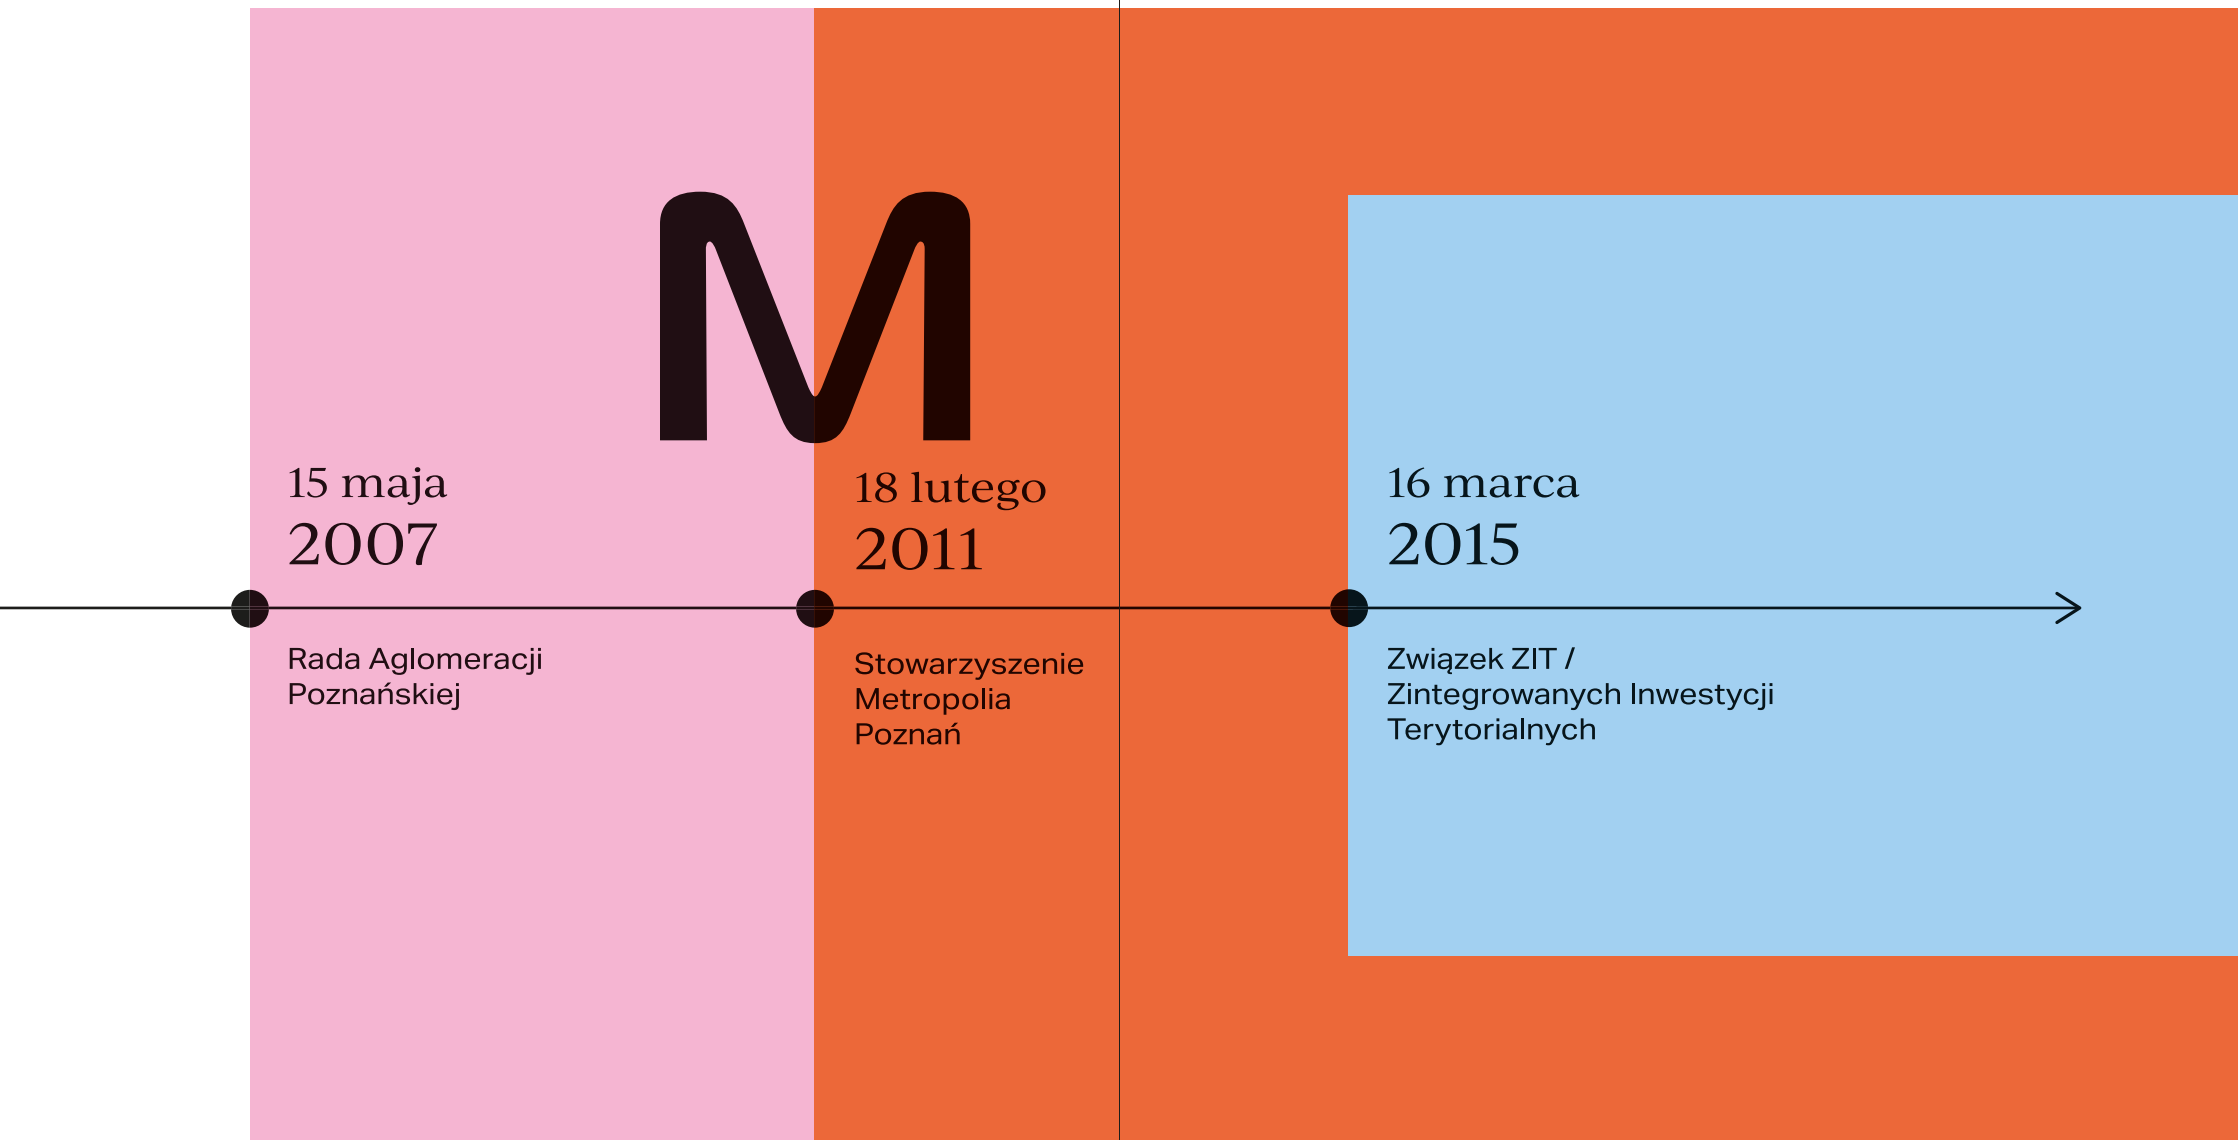 M
15 maja
2007
Rada Aglomeracji
Poznańskiej
18 lutego
2011
Stowarzyszenie
Metropolia
Poznań
16 marca
2015
Związek ZIT /
Zintegrowanych Inwestycji
Terytorialnych